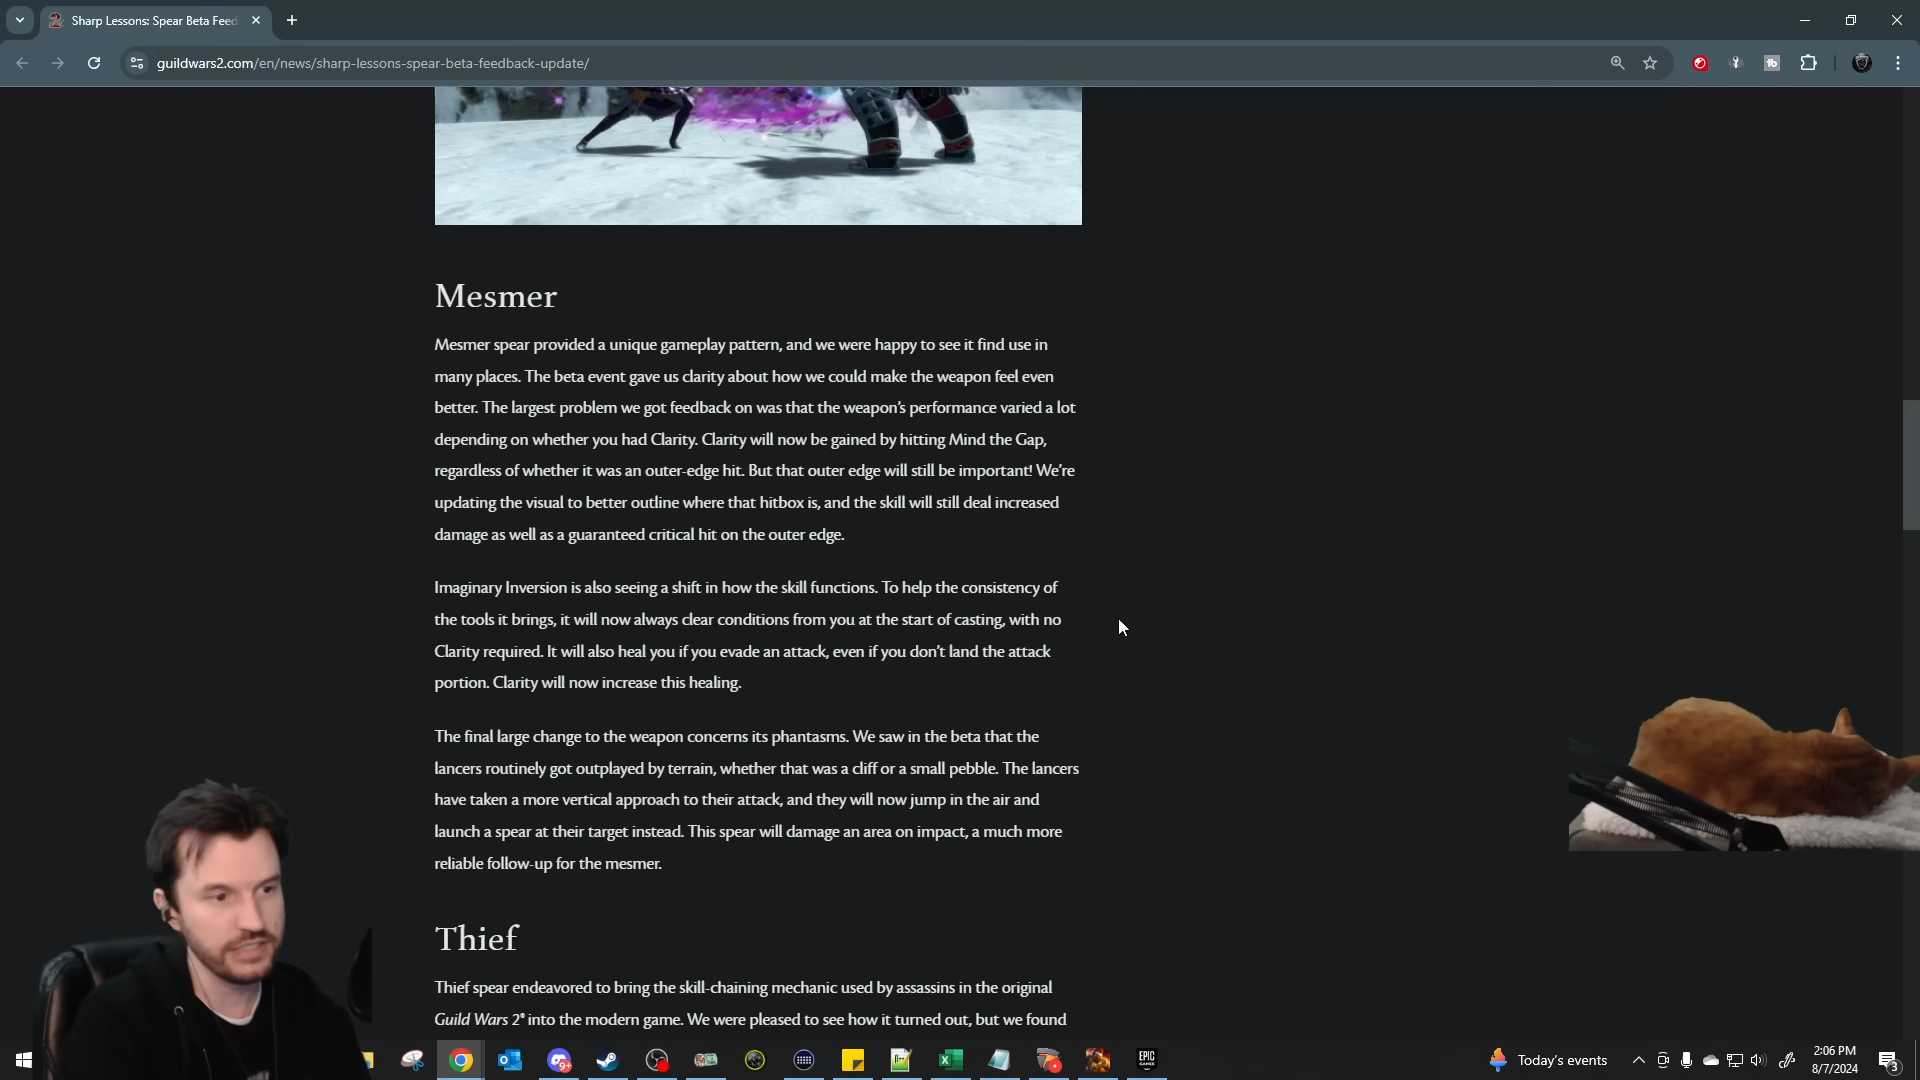 Sharp Lessons: Spear Beta Feed
guildwars2.com/en/news/sharp-lessons-spear-beta-feedback-update/
Mesmer
Mesmer spear provided a unique gameplay pattern, and we were happy to see it find use in
many places. The beta event gave us clarity about how we could make the weapon feel even
better. The largest problem we got feedback on was that the weapon's performance varied a lot
depending on whether you had Clarity. Clarity will now be gained by hitting Mind the Gap,
regardless of whether it was an outer-edge hit. But that outer edge will still be important! We're
updating the visual to better outline where that hitbox is, and the skill will still deal increased
damage as well as a guaranteed critical hit on the outer edge.
Imaginary Inversion is also seeing a shift in how the skill functions. To help the consistency of
the tools it brings, it will now always clear conditions from you at the start of casting, with no
Clarity required. It will also heal you if you evade an attack, even if you don't land the attack
portion. Clarity will now increase this healing.
The final large change to the weapon concerns its phantasms. We saw in the beta that the
lancers routinely got outplayed by terrain, whether that was a cliff or a small pebble. The lancers
have taken a more vertical approach to their attack, and they will now jump in the air and
launch a spear at their target instead. This spear will damage an area on impact, a much more
reliable follow-up for the mesmer.
Thief
Thief spear endeavored to bring the skill-chaining mechanic used by assassins in the original
Guild Wars 2® into the modern game. We were pleased to see how it turned out, but we found
9+
EPIC
GAMES
Today's events
2:06 PM
8/7/2024
3